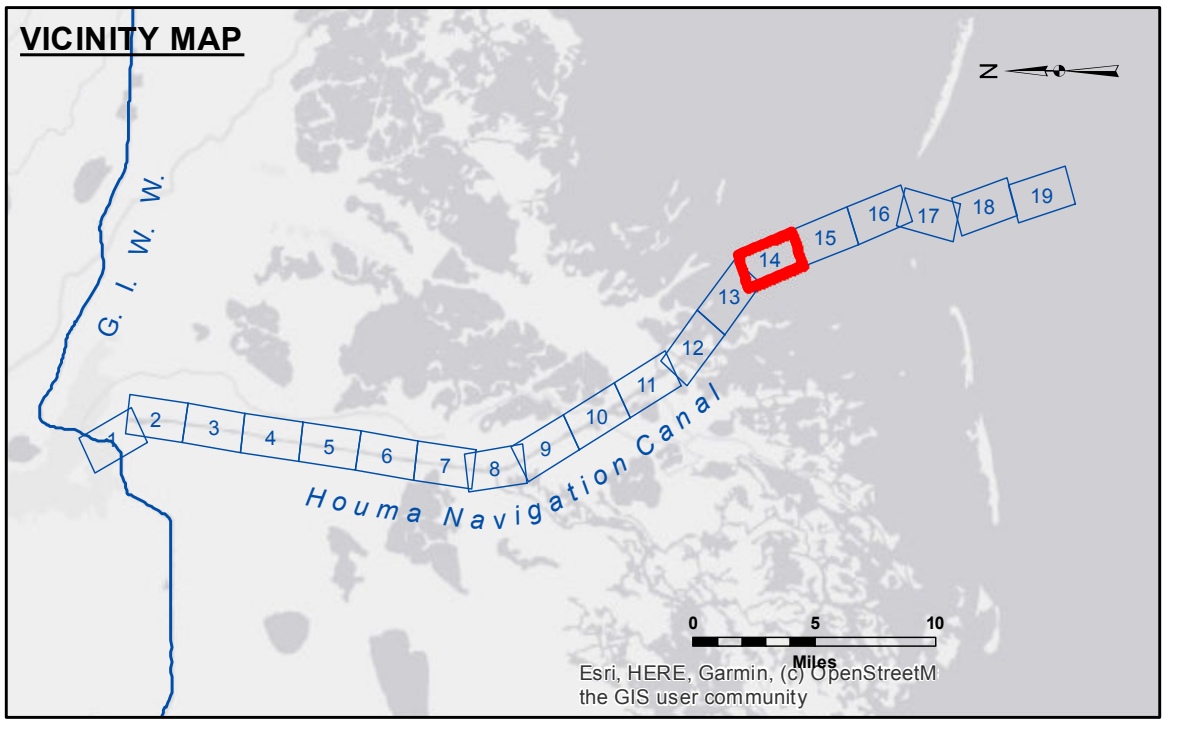 VICINITY MAP
N
G. I. W. W.
1
2
3
4
5
6
7
8
9
10
11
12
13
14
15
16
17
18
19
Houma Navigation Canal
0 5 10
Miles
Esri, HERE, Garmin, (c) OpenStreetM
the GIS user community